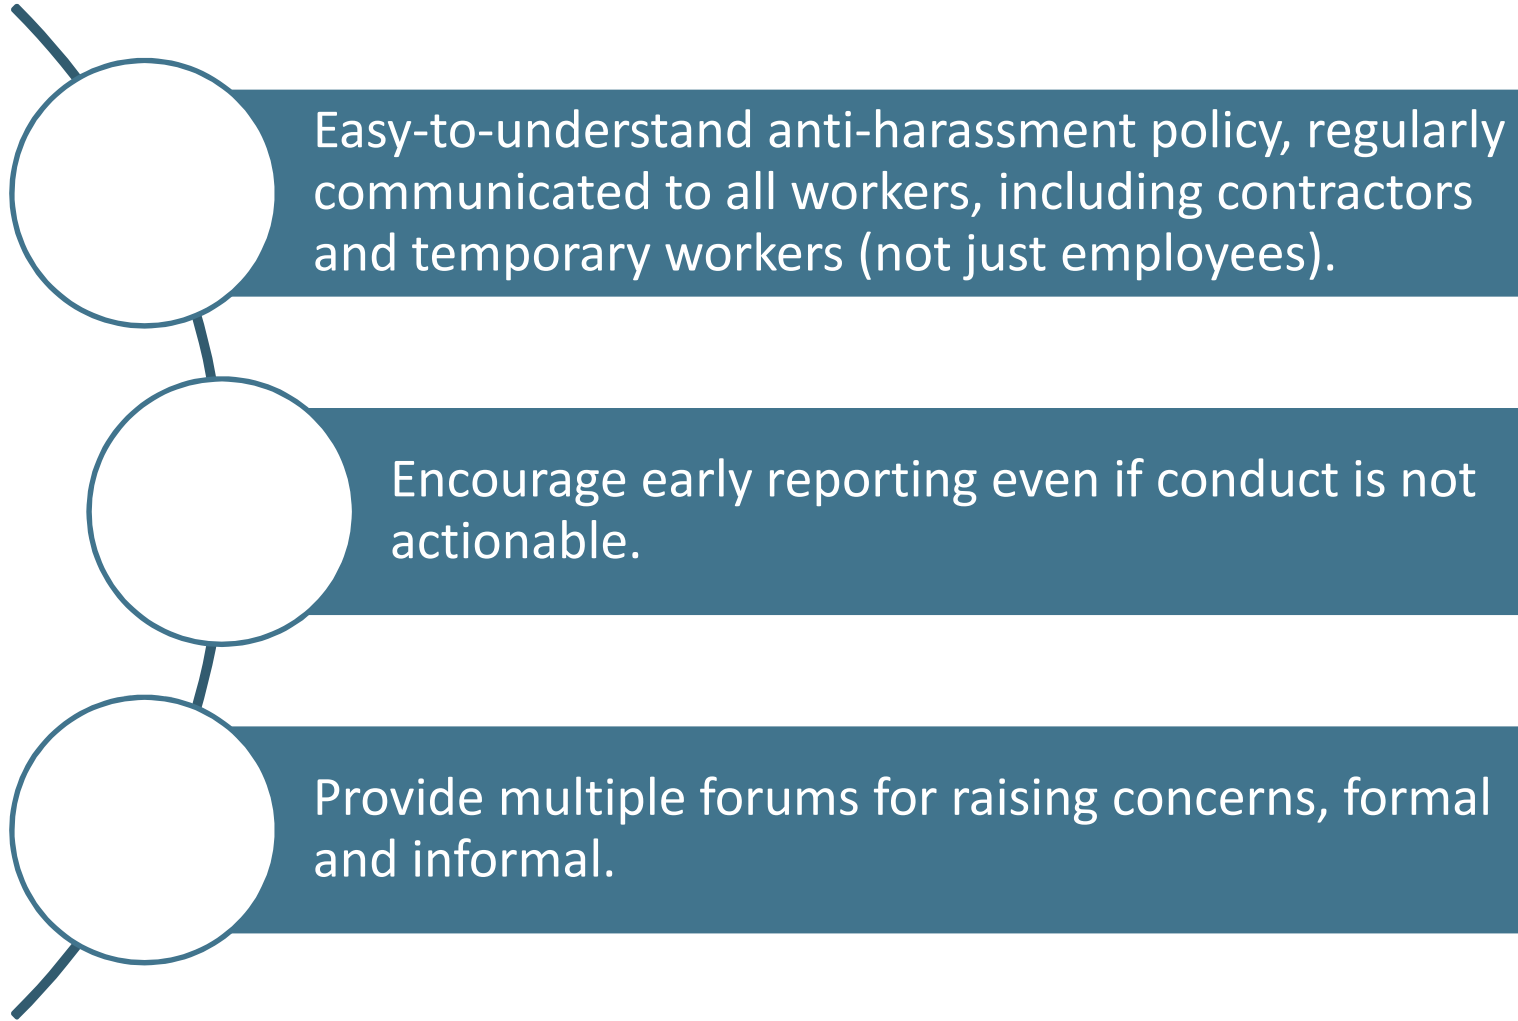 Easy-to-understand anti-harassment policy, regularly
communicated to all workers, including contractors
and temporary workers (not just employees).
Encourage early reporting even if conduct is not
actionable.
Provide multiple forums for raising concerns, formal
and informal.